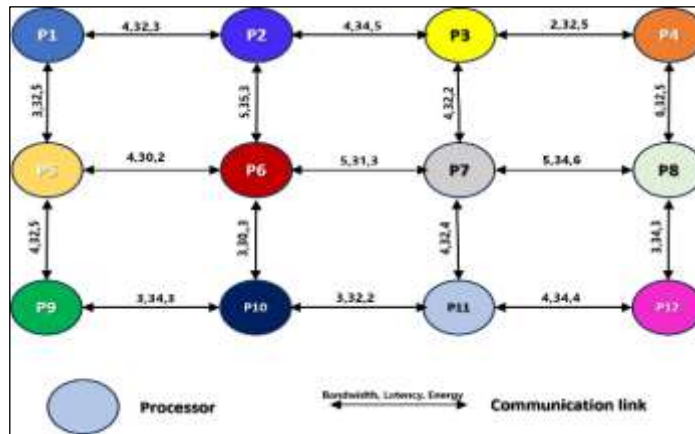 P1 4,32,3 P2 4,34,5 P3 2,32,5 P4
3,32,5 5,35,3 4,32,2 6,32,5
P5 4,30,2 P6 5,31,3 P7 5,34,6 P8
4,32,5 3,30,,3 4,32,4 3,34,3
P9 3,34,3 P10 3,32,2 P11 4,34,4 P12
Bandwidth, Latency, Energy
Processor Communication link